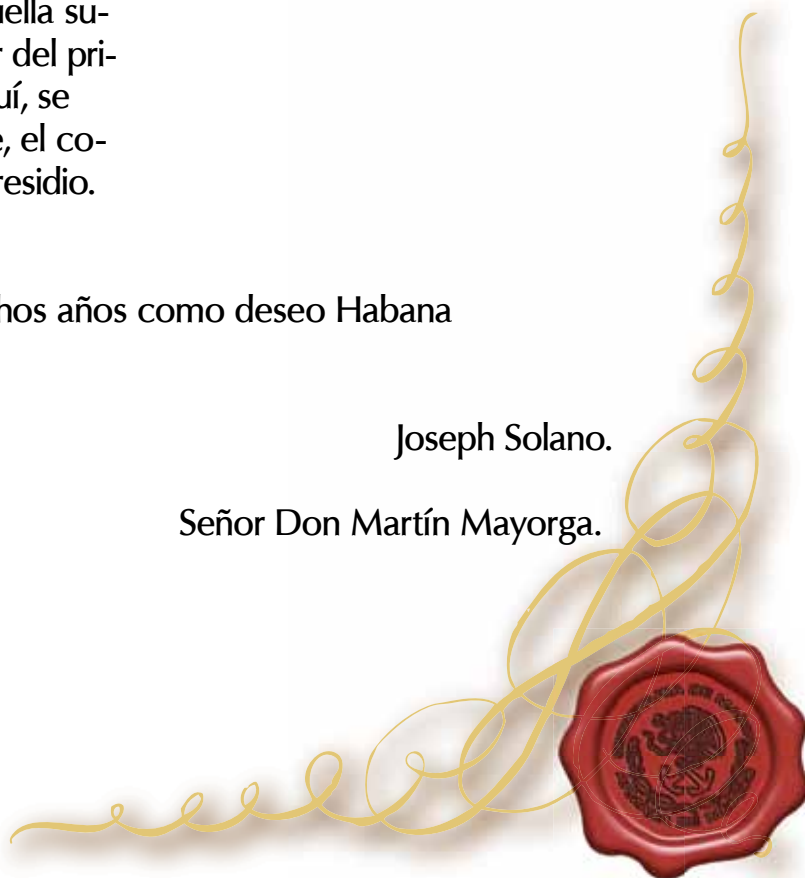 uella su-
r del pri-
uí, se
e, el co-
residio.
hos años como deseo Habana
Joseph Solano.
Señor Don Martín Mayorga.